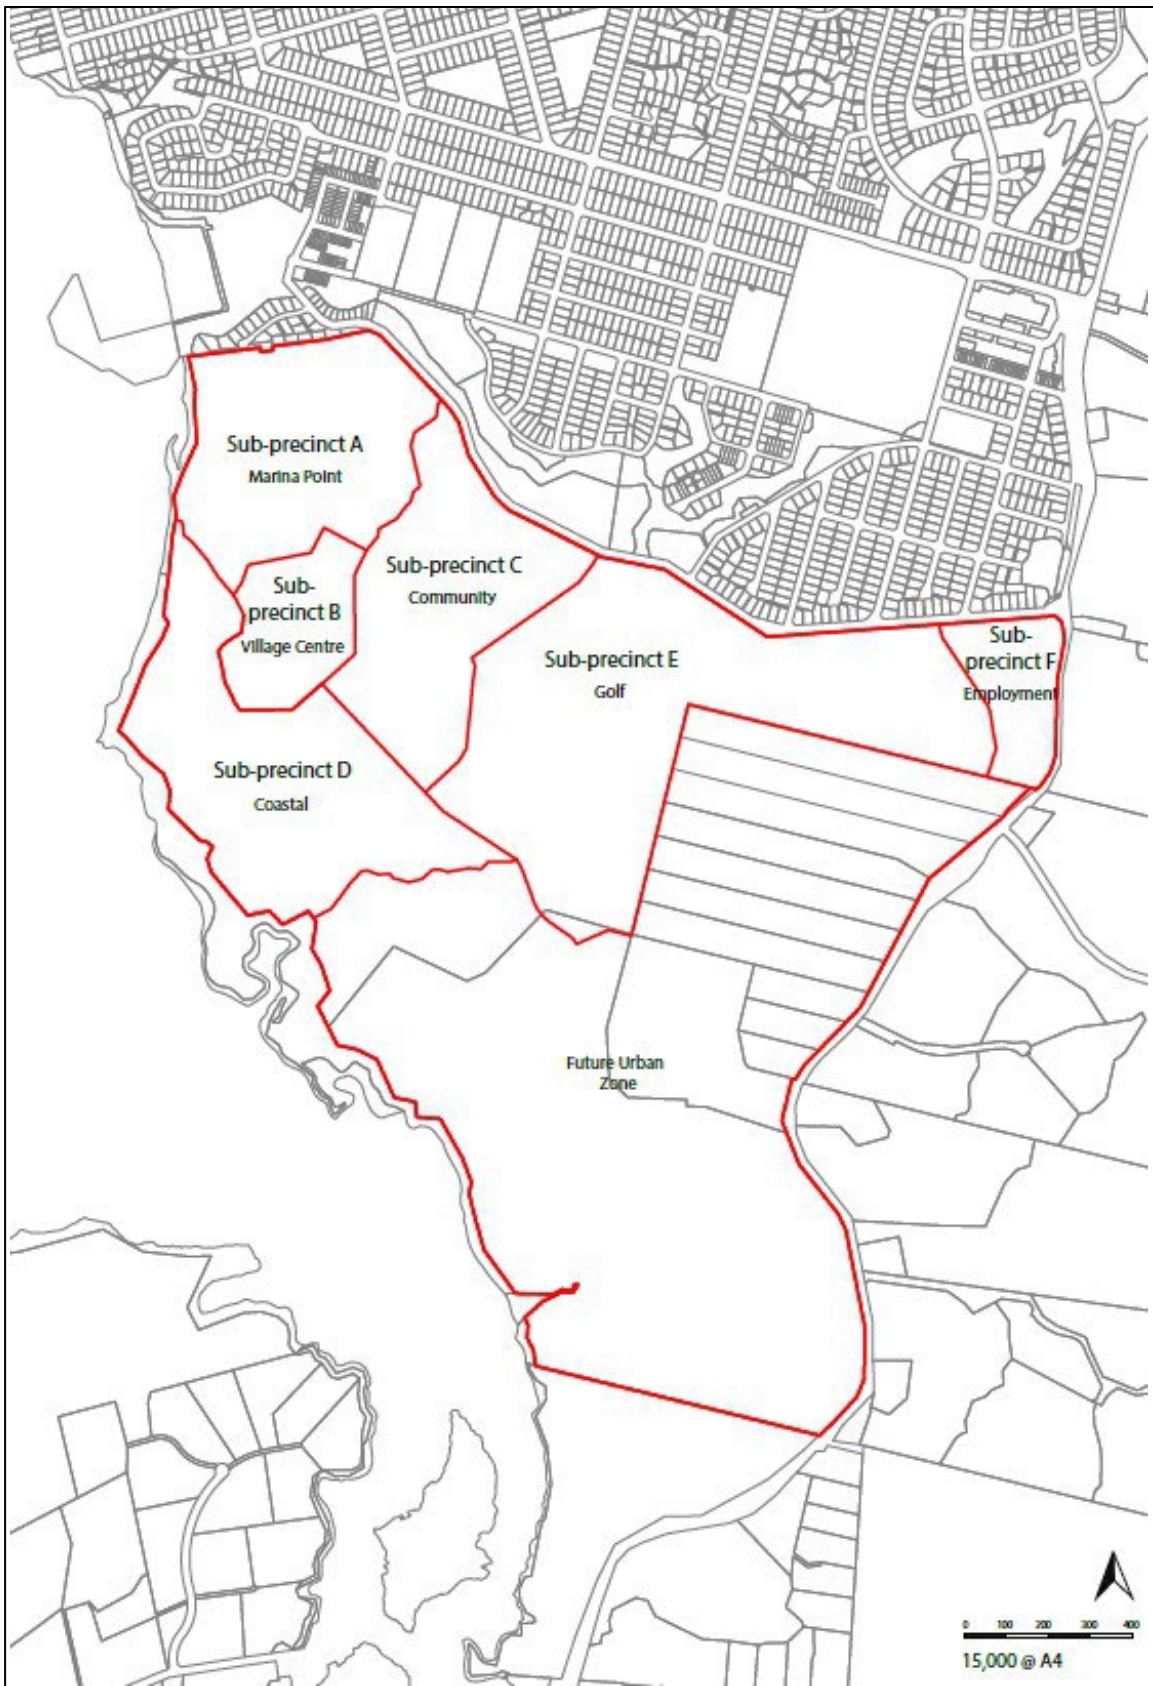 Sub-precinct A
Marina Point
Sub-precinct C
Community
Sub-
precinct B
Village Centre
Sub-precinct E
Golf
Sub-
precinct F
Employment
Sub-precinct D
Coastal
Future Urban
Zone
0 100 200 300 400
15,000 @ A4